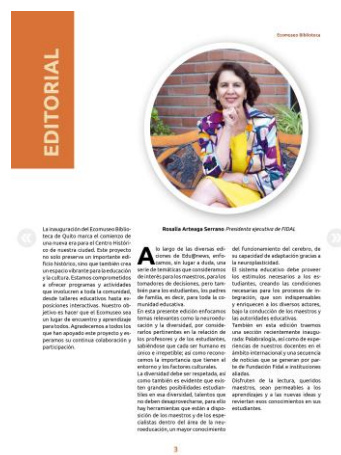 Ecomuseo Biblioteca
EDITORIAL
Rosalía Arteaga Serrano Presidenta ejecutiva de FIDAL
La inauguración del Ecomuseo Biblio-
teca de Quito marca el comienzo de
una nueva era para el Centro Históri-
co de nuestra ciudad. Este proyecto
no solo preserva un importante edi-
ficio histórico, sino que también crea
un espacio vibrante para la educación
y la cultura. Estamos comprometidos
a ofrecer programas y actividades
que involucren a toda la comunidad,
desde talleres educativos hasta ex-
posiciones interactivas. Nuestro ob-
jetivo es hacer que el Ecomuseo sea
un lugar de encuentro y aprendizaje
para todos. Agradecemos a todos los
que han apoyado este proyecto y es-
peramos su continua colaboración y
participación.
A lo largo de las diversas edi-
ciones de Edu@news, enfo-
camos, sin lugar a duda, una
serie de temáticas que consideramos
de interés para los maestros, para los
tomadores de decisiones, pero tam-
bién para los estudiantes, los padres
de familia, es decir, para toda la co-
munidad educativa.
En esta presente edición enfocamos
temas relevantes como la neuroedu-
cación y la diversidad, por conside-
rarlos pertinentes en la relación de
los profesores y de los estudiantes,
sabiéndose que cada ser humano es
único e irrepetible; así como recono-
cemos la importancia que tienen el
entorno y los factores culturales.
La diversidad debe ser respetada, así
como también es evidente que exis-
ten grandes posibilidades estudian-
tiles en esa diversidad, talentos que
no deben desaprovecharse, para ello
hay herramientas que están a dispo-
sición de los maestros y de los espe-
cialistas dentro del área de la neu-
roeducación, un mayor conocimiento
del funcionamiento del cerebro, de
su capacidad de adaptación gracias a
la neuroplasticidad.
El sistema educativo debe proveer
los estímulos necesarios a los es-
tudiantes, creando las condiciones
necesarias para los procesos de in-
tegración, que son indispensables
y enriquecen a los diversos actores,
bajo la conducción de los maestros y
las autoridades educativas.
También en esta edición traemos
una sección recientemente inaugu-
rada: Palabralogía, así como de expe-
riencias de nuestros docentes en el
ámbito internacional y una secuencia
de noticias que se generan por par-
te de Fundación Fidal e instituciones
aliadas.
Disfruten de la lectura, queridos
maestros, sean permeables a los
aprendizajes y a las nuevas ideas y
reviertan esos conocimientos en sus
estudiantes.
3